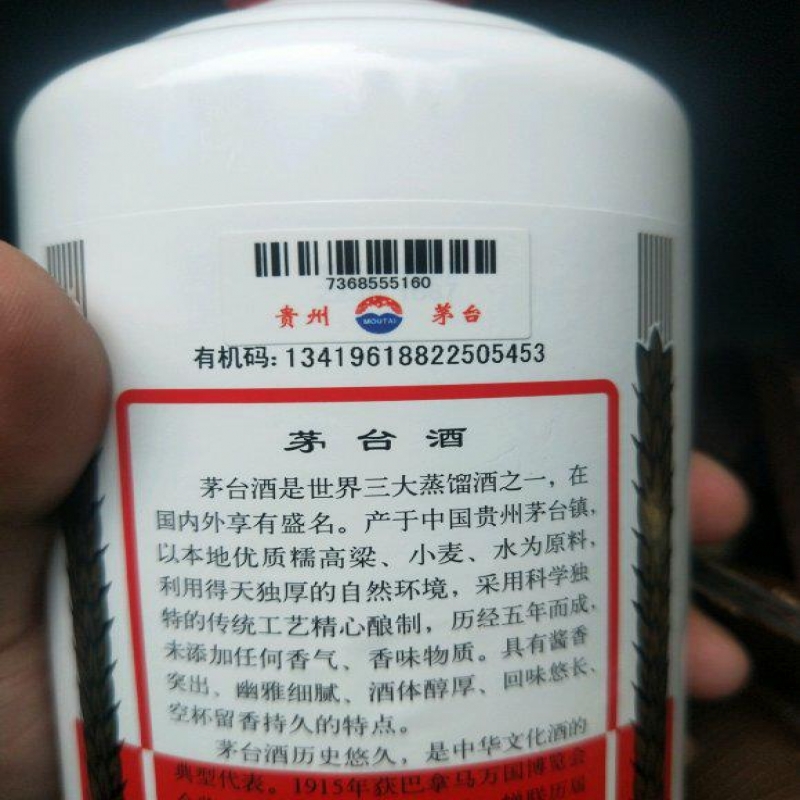 7368555160
贵州 MOUTAI 茅台
有机码：13419618822505453
茅台酒
茅台酒是世界三大蒸馏酒之一，在
国内外享有盛名。产于中国贵州茅台镇，
以本地优质糯高粱、小麦、水为原料，
利用得天独厚的自然环境，采用科学独
特的传统工艺精心酿制，历经五年而成，
未添加任何香气、香味物质。具有酱香
突出、幽雅细腻、酒体醇厚、回味悠长、
空杯留香持久的特点。
茅台酒历史悠久，是中华文化酒的
典型代表。1915年获巴拿马万国博览会
蝉联历届